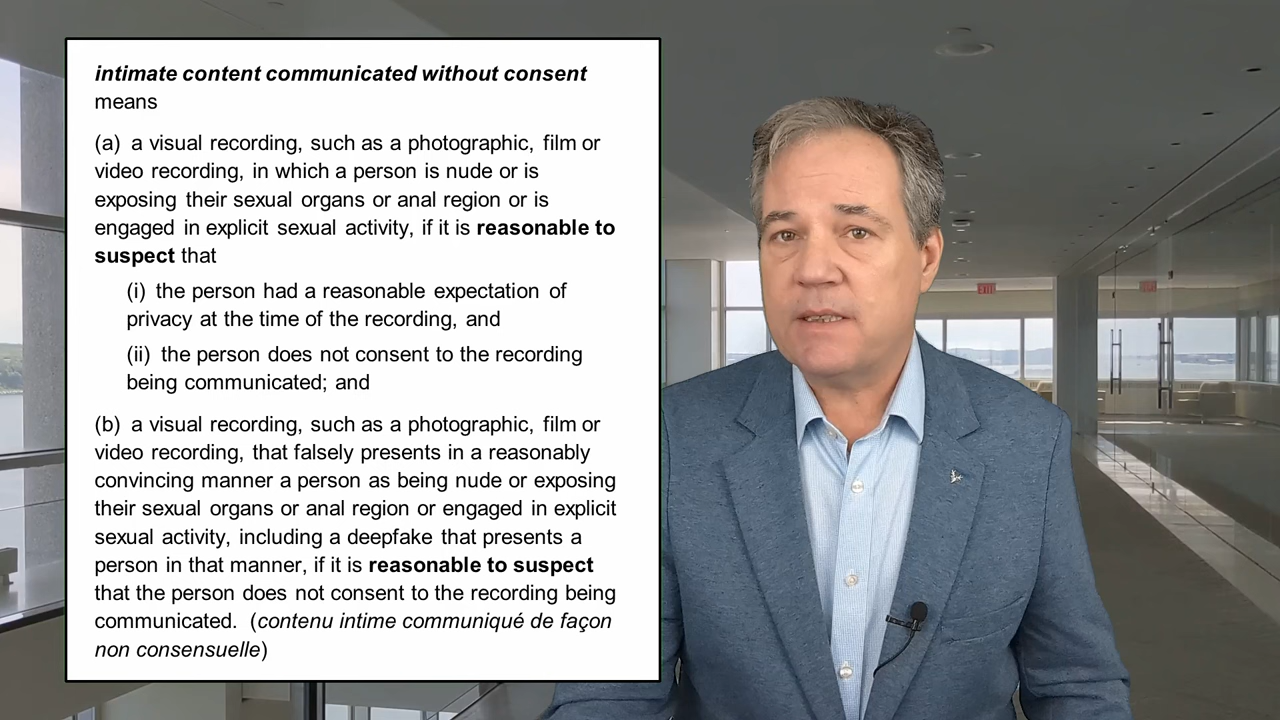 intimate content communicated without consent
means
(a) a visual recording, such as a photographic, film or
video recording, in which a person is nude or is
exposing their sexual organs or anal region or is
engaged in explicit sexual activity, if it is reasonable to
suspect that
(i) the person had a reasonable expectation of
privacy at the time of the recording, and
(ii) the person does not consent to the recording
being communicated; and
(b) a visual recording, such as a photographic, film or
video recording, that falsely presents in a reasonably
convincing manner a person as being nude or exposing
their sexual organs or anal region or engaged in explicit
sexual activity, including a deepfake that presents a
person in that manner, if it is reasonable to suspect
that the person does not consent to the recording being
communicated. (contenu intime communiqué de façon
non consensuelle)